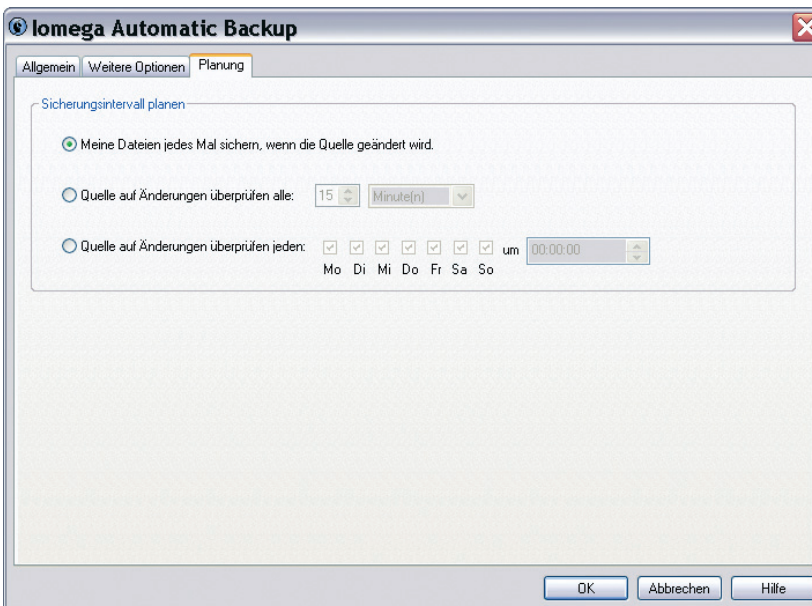 Iomega Automatic Backup
Allgemein Weitere Optionen Planung
Sicherungsintervall planen
Meine Dateien jedes Mal sichern, wenn die Quelle geändert wird.
Quelle auf Änderungen überprüfen alle: 15 Minute(n)
Quelle auf Änderungen überprüfen jeden: um 00:00:00
Mo Di Mi Do Fr Sa So
OK Abbrechen Hilfe